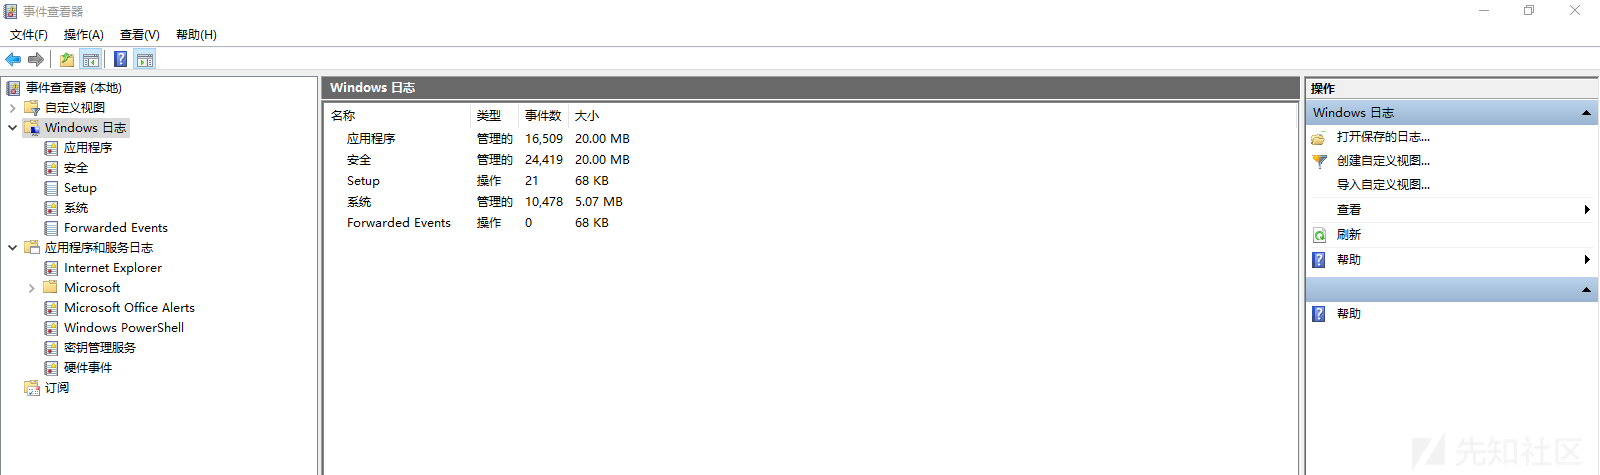 事件查看器
文件(F) 操作(A) 查看(V) 帮助(H)
事件查看器 (本地)
自定义视图
Windows 日志
应用程序
安全
Setup
系统
Forwarded Events
应用程序和服务日志
Internet Explorer
Microsoft
Microsoft Office Alerts
Windows PowerShell
密钥管理服务
硬件事件
订阅
Windows 日志
名称 类型 事件数 大小
应用程序 管理的 16,509 20.00 MB
安全 管理的 24,419 20.00 MB
Setup 操作 21 68 KB
系统 管理的 10,478 5.07 MB
Forwarded Events 操作 0 68 KB
操作
Windows 日志
打开保存的日志...
创建自定义视图...
导入自定义视图...
查看
刷新
帮助
帮助
先知社区